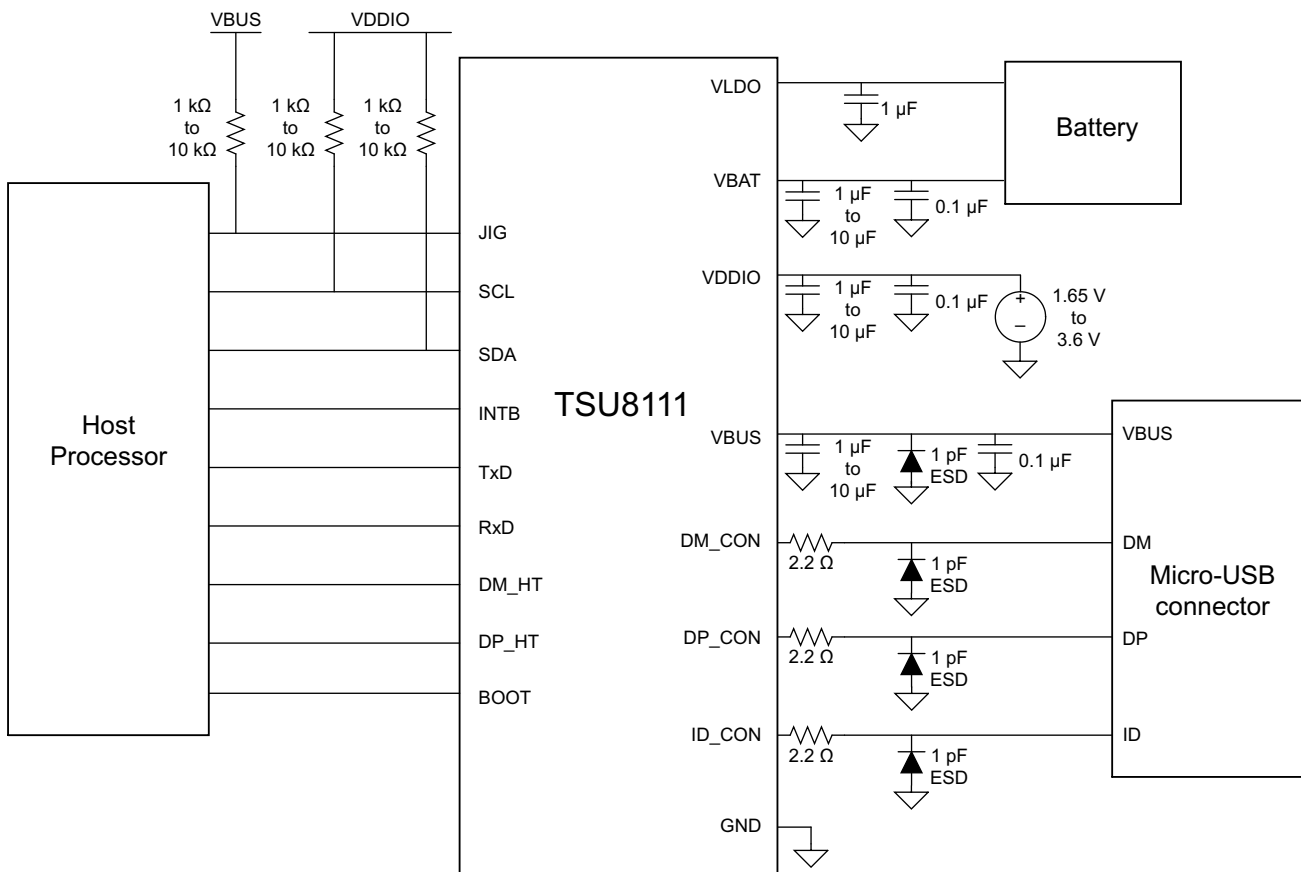 VBUS
VDDIO
1 kΩ
to
10 kΩ
1 kΩ
to
10 kΩ
1 kΩ
to
10 kΩ
Host
Processor
JIG
SCL
SDA
INTB
TxD
RxD
DM_HT
DP_HT
BOOT
TSU8111
VLDO
1 µF
VBAT
1 µF
to
10 µF
0.1 µF
Battery
VDDIO
1 µF
to
10 µF
0.1 µF
+
–
1.65 V
to
3.6 V
VBUS
1 µF
to
10 µF
1 pF
ESD
0.1 µF
VBUS
DM_CON
2.2 Ω
1 pF
ESD
DM
Micro-USB
connector
DP_CON
2.2 Ω
1 pF
ESD
DP
ID_CON
2.2 Ω
1 pF
ESD
ID
GND